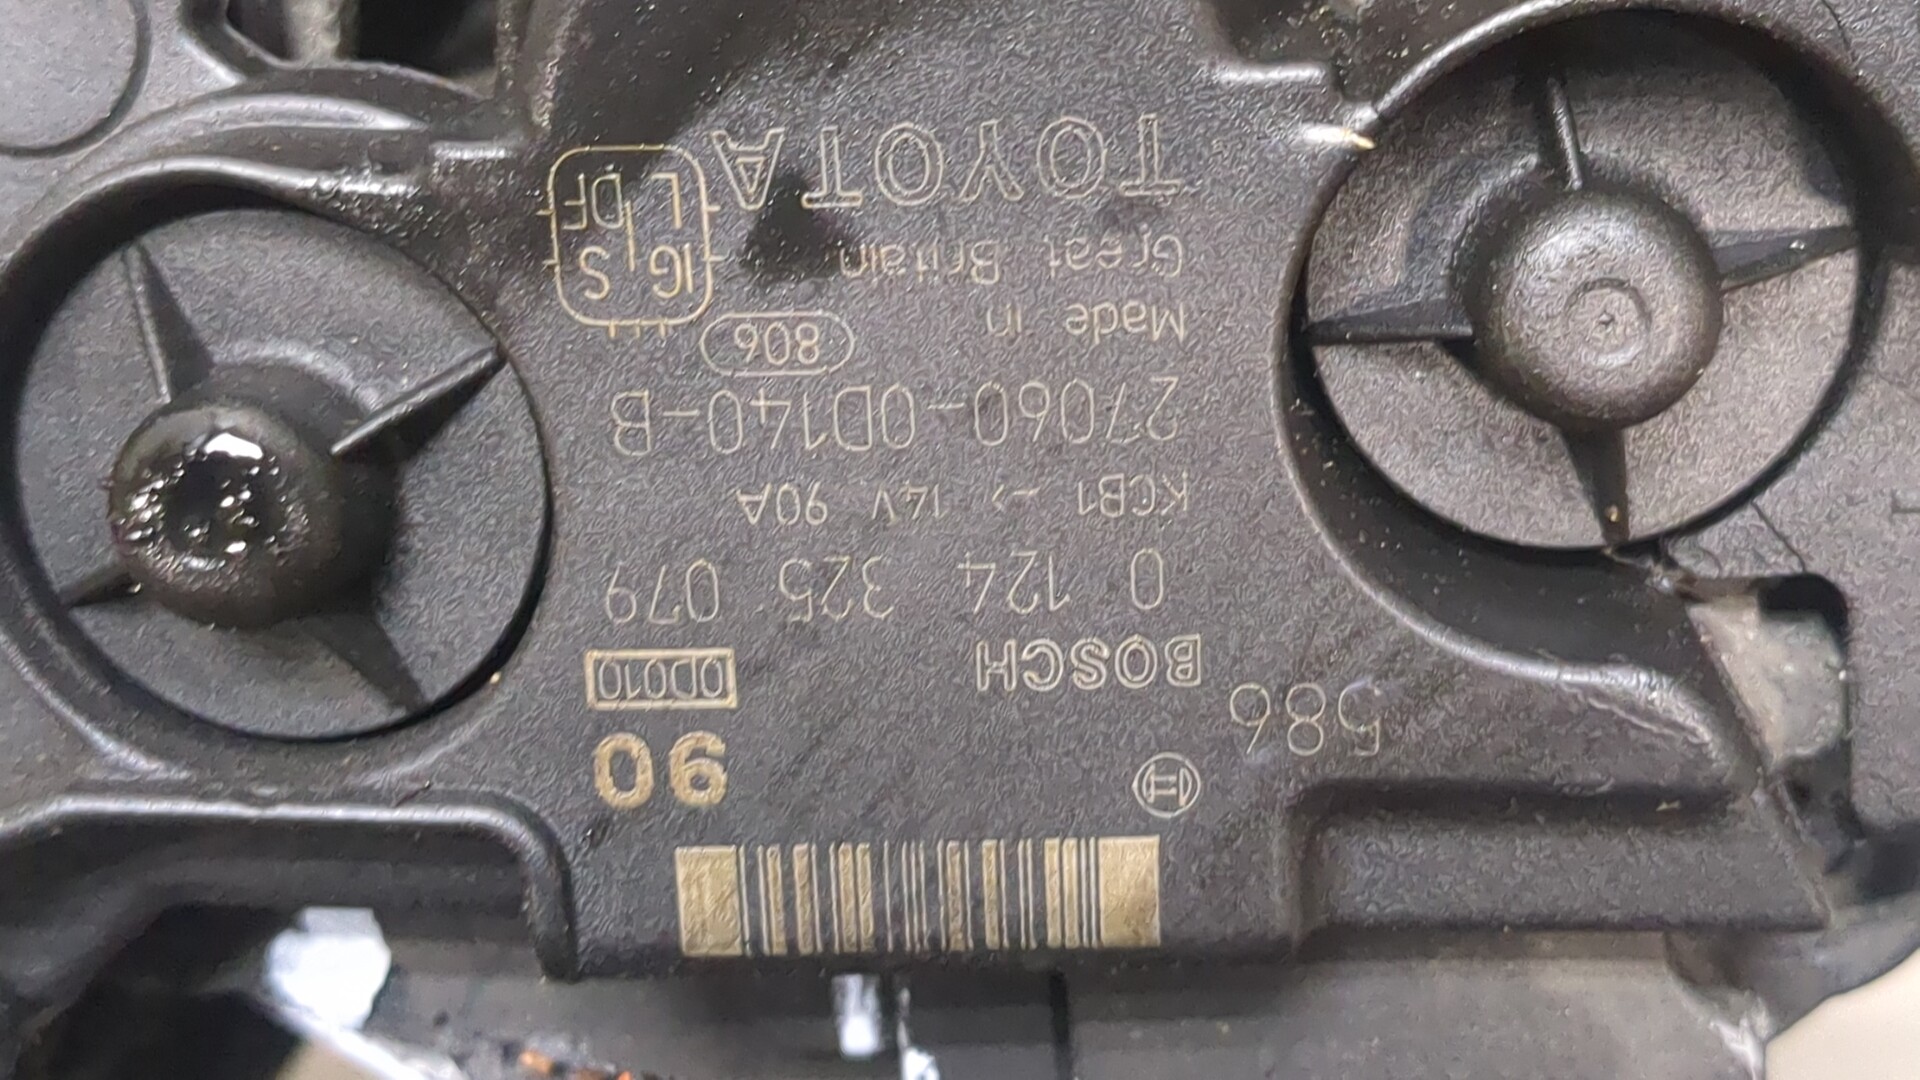 90
586
BOSCH
0D010
0 124 325 079
KCB1 -> 14V 90A
27060-0D140-B
Made in
806
Great Britain
IG S
TOYOTA
L DF